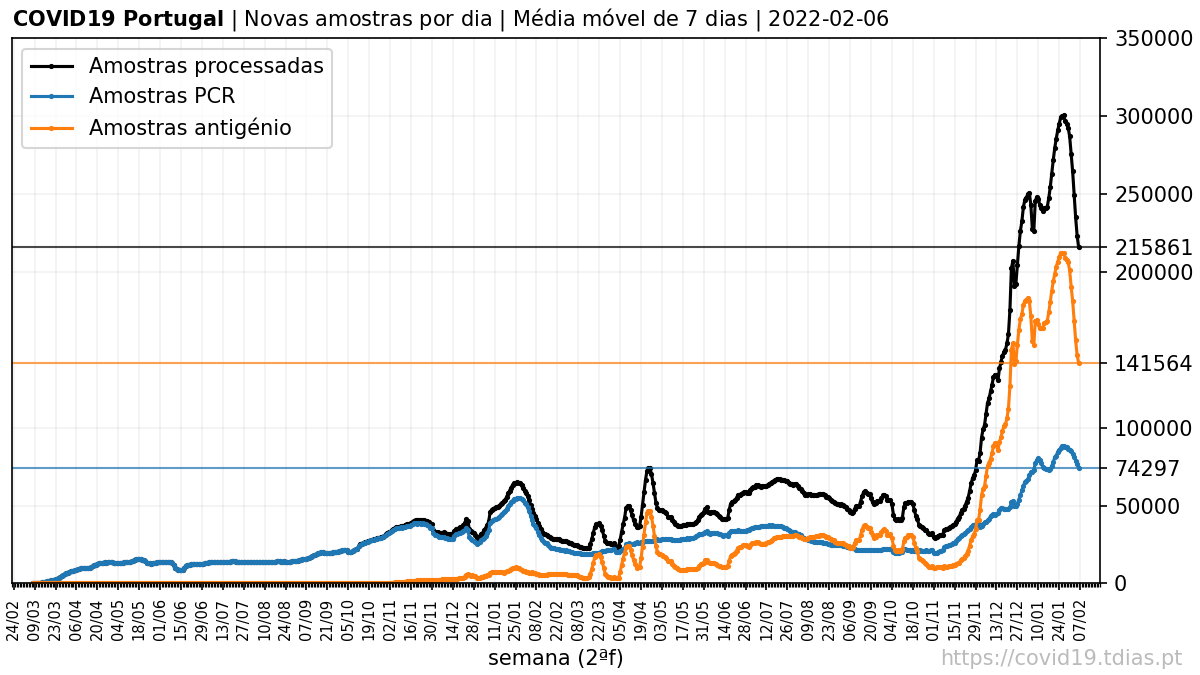 COVID19 Portugal | Novas amostras por dia | Média móvel de 7 dias | 2022-02-06
Amostras processadas
Amostras PCR
Amostras antigénio
350000
300000
250000
215861
200000
141564
100000
74297
50000
0
24/02 09/03 23/03 06/04 20/04 04/05 18/05 01/06 15/06 29/06 13/07 27/07 10/08 24/08 07/09 21/09 05/10 19/10 02/11 16/11 30/11 14/12 28/12 11/01 25/01 08/02 22/02 08/03 22/03 05/04 19/04 03/05 17/05 31/05 14/06 28/06 12/07 26/07 09/08 23/08 06/09 20/09 04/10 18/10 01/11 15/11 29/11 13/12 27/12 10/01 24/01 07/02
semana (2ªf)
https://covid19.tdias.pt